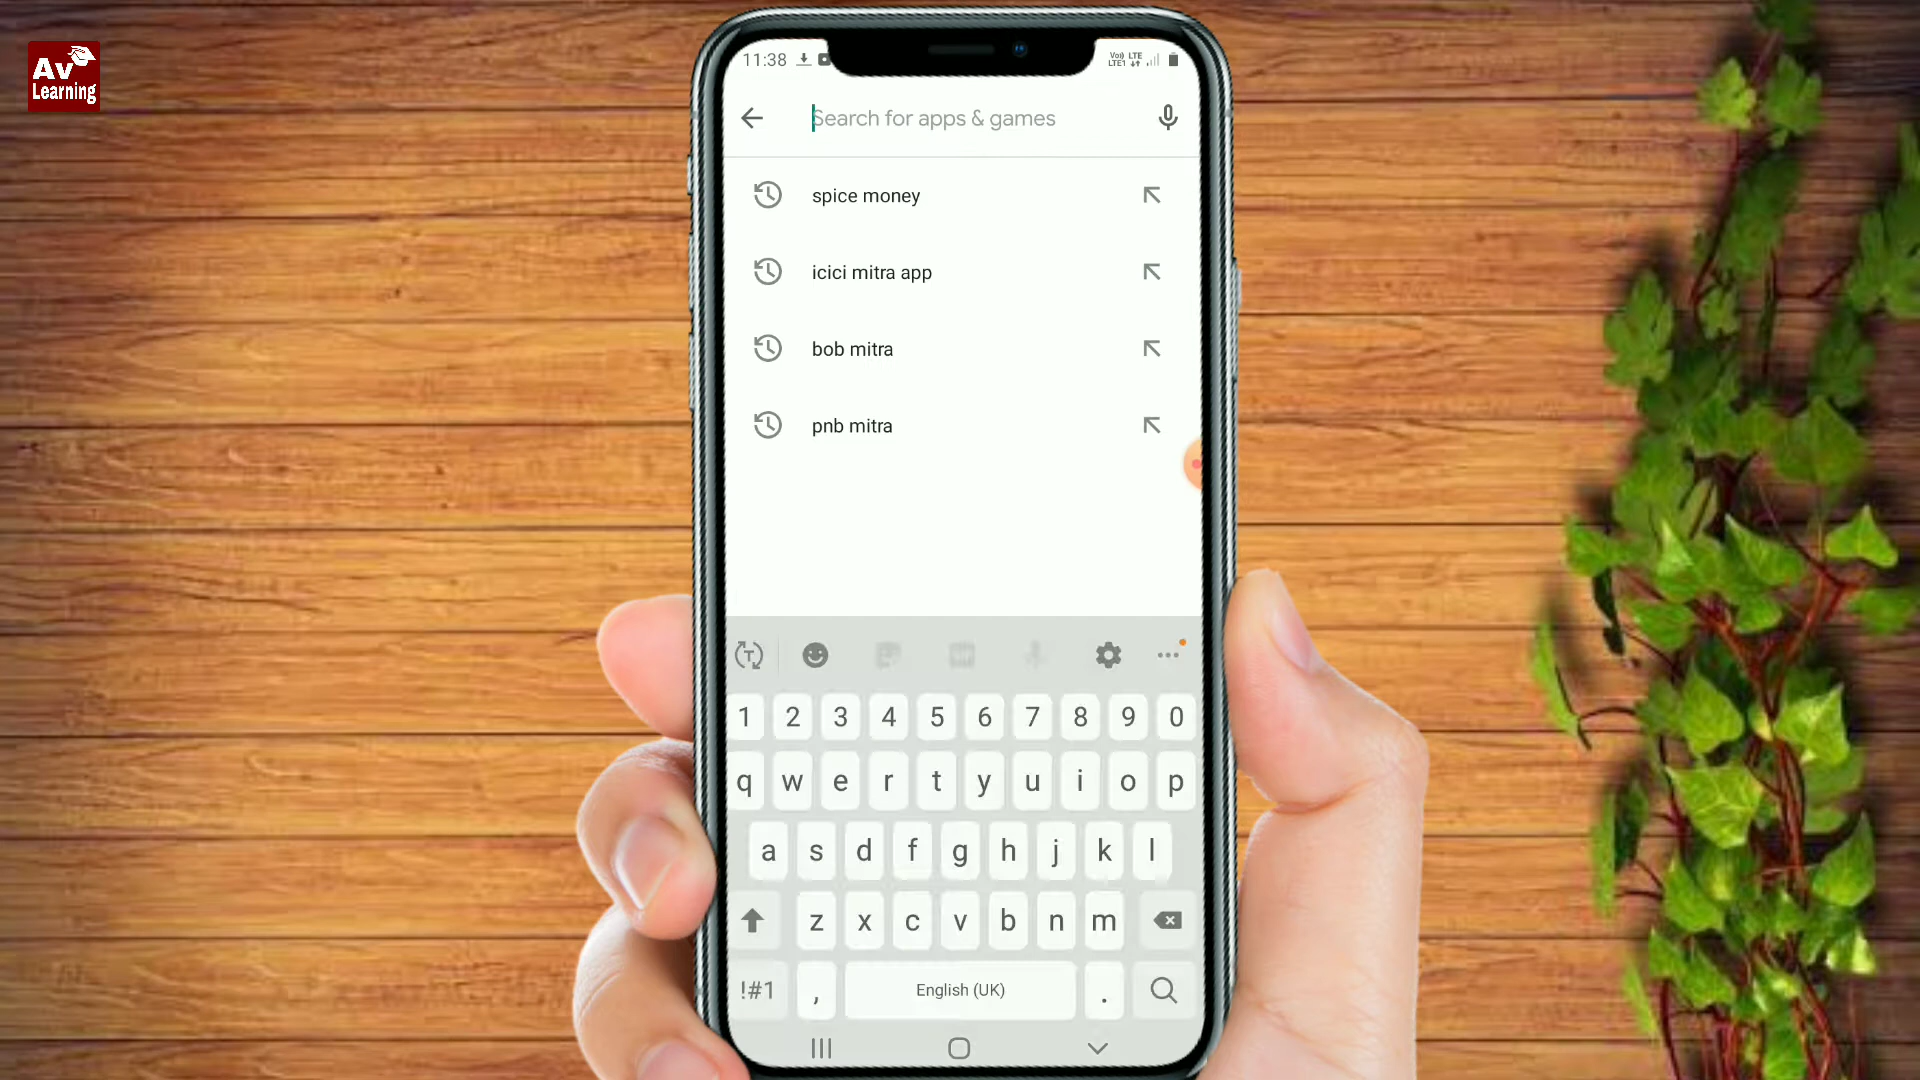 Av
Learning
11:38
Search for apps & games
spice money
icici mitra app
bob mitra
pnb mitra
1 2 3 4 5 6 7 8 9 0
q w e r t y u i o p
a s d f g h j k l
z x c v b n m
!#1 , English (UK) .